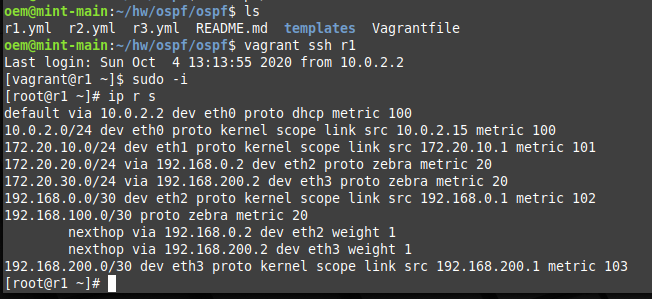 oem@mint-main:~/hw/ospf/ospf$ ls
r1.yml  r2.yml  r3.yml  README.md  templates  Vagrantfile
oem@mint-main:~/hw/ospf/ospf$ vagrant ssh r1
Last login: Sun Oct  4 13:13:55 2020 from 10.0.2.2
[vagrant@r1 ~]$ sudo -i
[root@r1 ~]# ip r s
default via 10.0.2.2 dev eth0 proto dhcp metric 100
10.0.2.0/24 dev eth0 proto kernel scope link src 10.0.2.15 metric 100
172.20.10.0/24 dev eth1 proto kernel scope link src 172.20.10.1 metric 101
172.20.20.0/24 via 192.168.0.2 dev eth2 proto zebra metric 20
172.20.30.0/24 via 192.168.200.2 dev eth3 proto zebra metric 20
192.168.0.0/30 dev eth2 proto kernel scope link src 192.168.0.1 metric 102
192.168.100.0/30 proto zebra metric 20
        nexthop via 192.168.0.2 dev eth2 weight 1
        nexthop via 192.168.200.2 dev eth3 weight 1
192.168.200.0/30 dev eth3 proto kernel scope link src 192.168.200.1 metric 103
[root@r1 ~]#